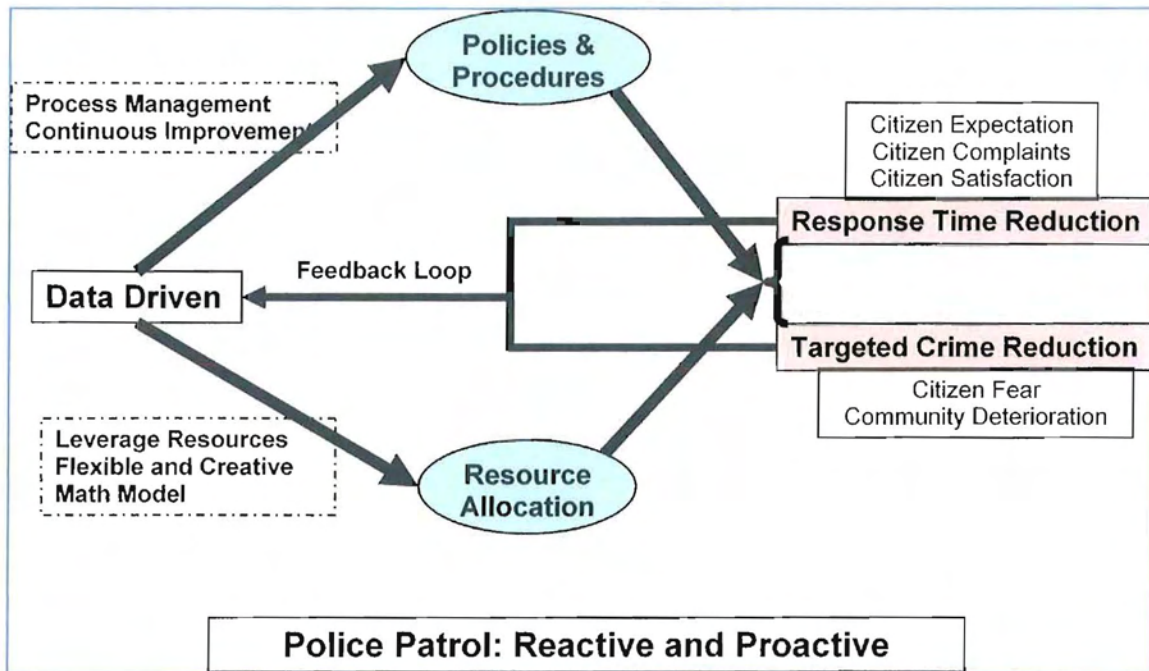 Policies &
Procedures
Process Management
Continuous Improvement
Citizen Expectation
Citizen Complaints
Citizen Satisfaction
Response Time Reduction
Feedback Loop
Data Driven
Targeted Crime Reduction
Citizen Fear
Community Deterioration
Leverage Resources
Flexible and Creative
Math Model
Resource
Allocation
Police Patrol: Reactive and Proactive